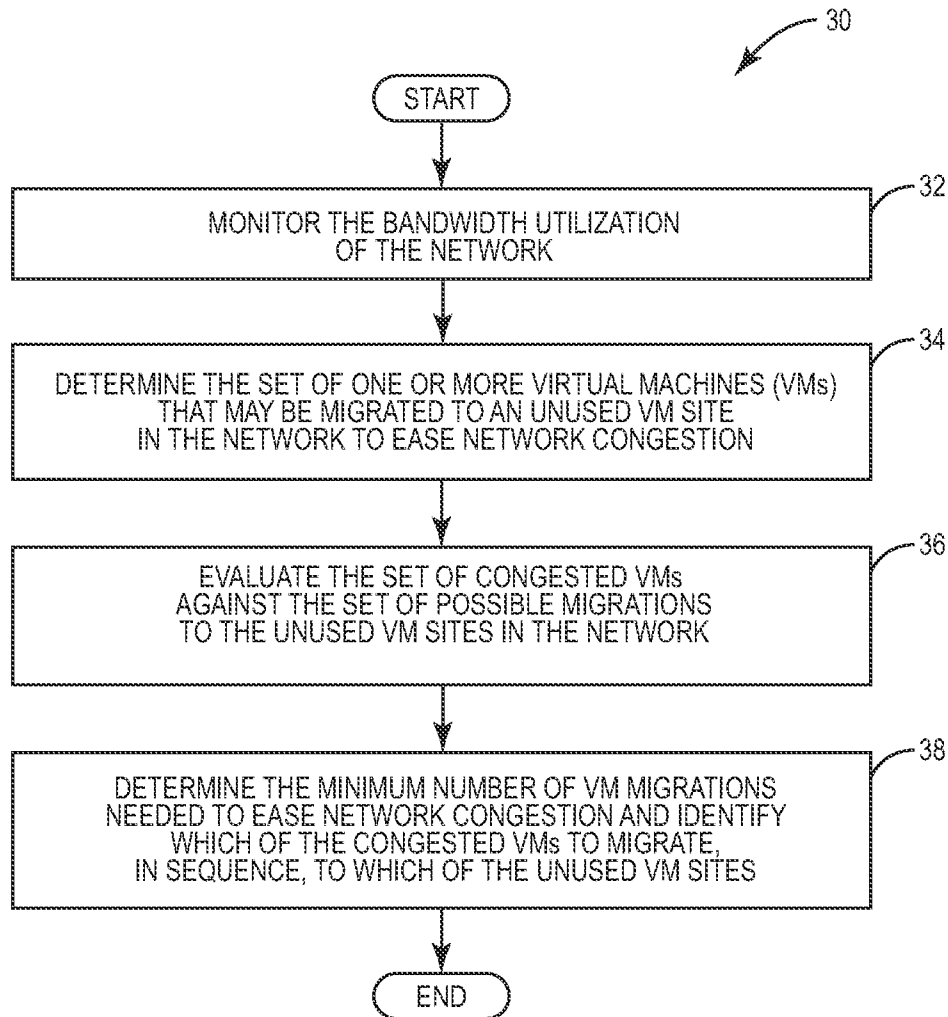 30
START
32
MONITOR THE BANDWIDTH UTILIZATION
OF THE NETWORK
34
DETERMINE THE SET OF ONE OR MORE VIRTUAL MACHINES (VMs)
THAT MAY BE MIGRATED TO AN UNUSED VM SITE
IN THE NETWORK TO EASE NETWORK CONGESTION
36
EVALUATE THE SET OF CONGESTED VMs
AGAINST THE SET OF POSSIBLE MIGRATIONS
TO THE UNUSED VM SITES IN THE NETWORK
38
DETERMINE THE MINIMUM NUMBER OF VM MIGRATIONS
NEEDED TO EASE NETWORK CONGESTION AND IDENTIFY
WHICH OF THE CONGESTED VMs TO MIGRATE,
IN SEQUENCE, TO WHICH OF THE UNUSED VM SITES
END